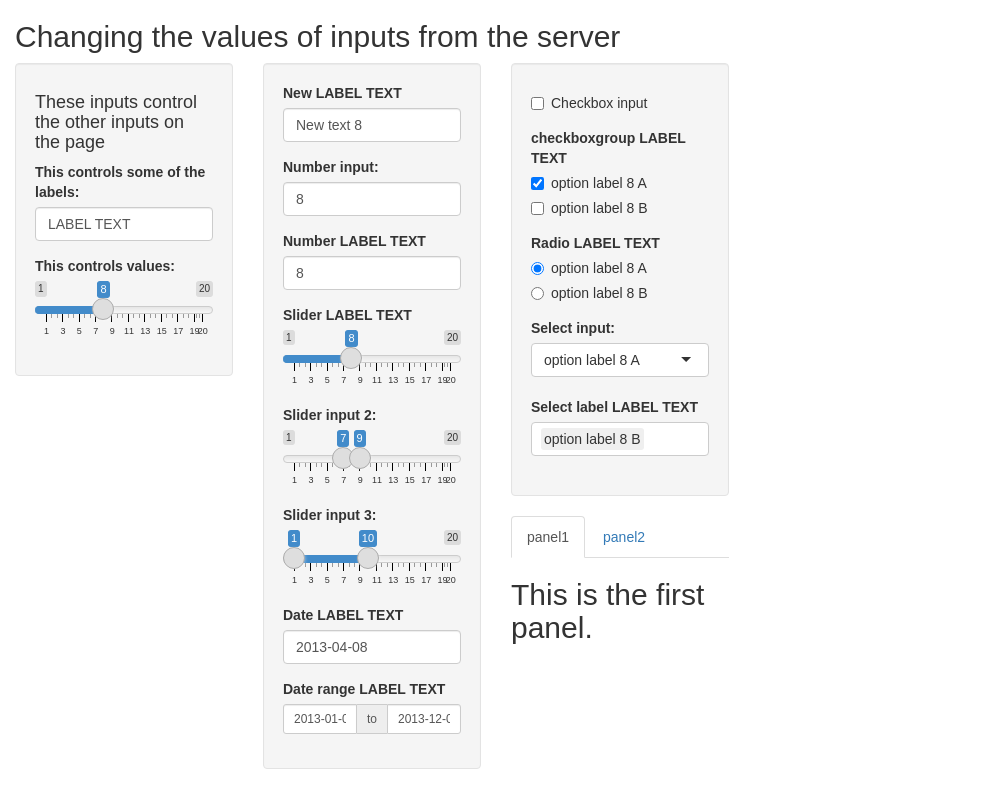 Changing the values of inputs from the server
These inputs control
the other inputs on
the page
This controls some of the
labels:
LABEL TEXT
This controls values:
1 8 20
1 3 5 7 9 11 13 15 17 19 20
New LABEL TEXT
New text 8
Number input:
8
Number LABEL TEXT
8
Slider LABEL TEXT
1 8 20
1 3 5 7 9 11 13 15 17 19 20
Slider input 2:
1 7 9 20
1 3 5 7 9 11 13 15 17 19 20
Slider input 3:
1 10 20
1 3 5 7 9 11 13 15 17 19 20
Date LABEL TEXT
2013-04-08
Date range LABEL TEXT
2013-01-0 to 2013-12-0
Checkbox input
checkboxgroup LABEL
TEXT
option label 8 A
option label 8 B
Radio LABEL TEXT
option label 8 A
option label 8 B
Select input:
option label 8 A
Select label LABEL TEXT
option label 8 B
panel1 panel2
This is the first
panel.